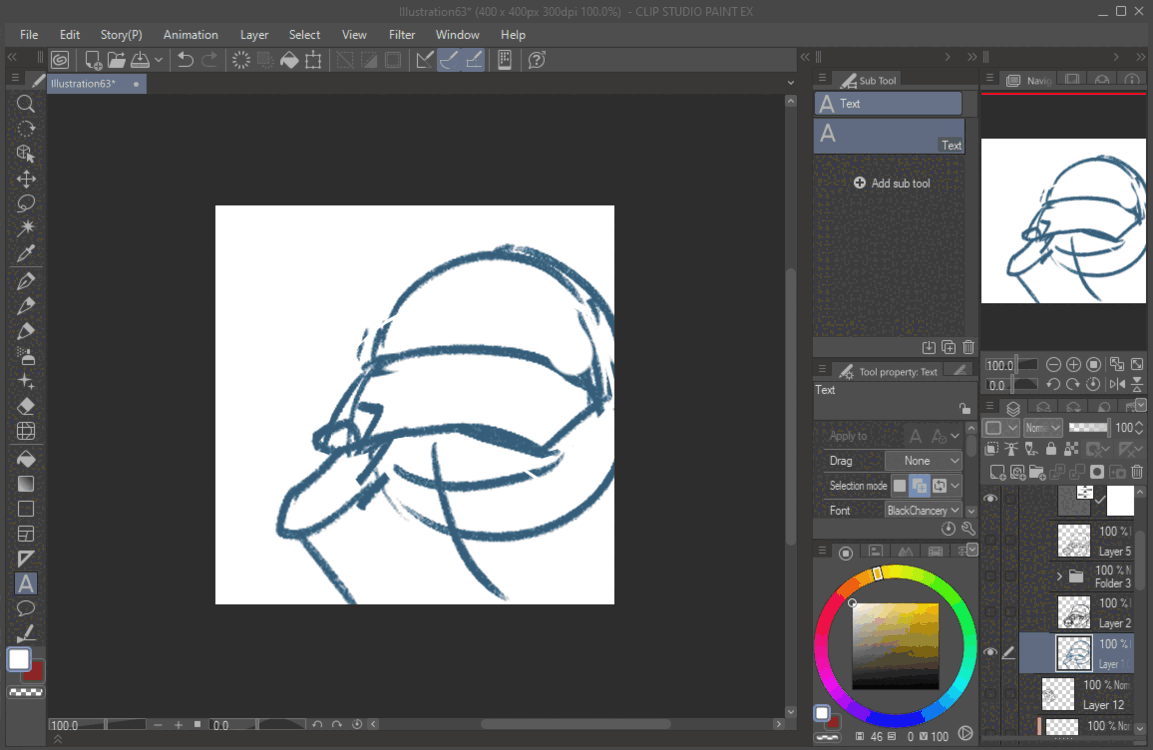 Illustration63* (400 x 400px 300dpi 100.0%) - CLIP STUDIO PAINT EX
File Edit Story(P) Animation Layer Select View Filter Window Help
Illustration63*
Sub Tool
Text
Text
Add sub tool
Tool property: Text
Text
Apply to
Drag None
Selection mode
Font BlackChancery
46 0 100
Navig
100.0
0.0
Norma 100
100 %
Layer 5
100 % N
Folder 3
100 %
Layer 2
100 %
Layer 1
100 % Norn
Layer 12
100 % Nor
100.0 0.0